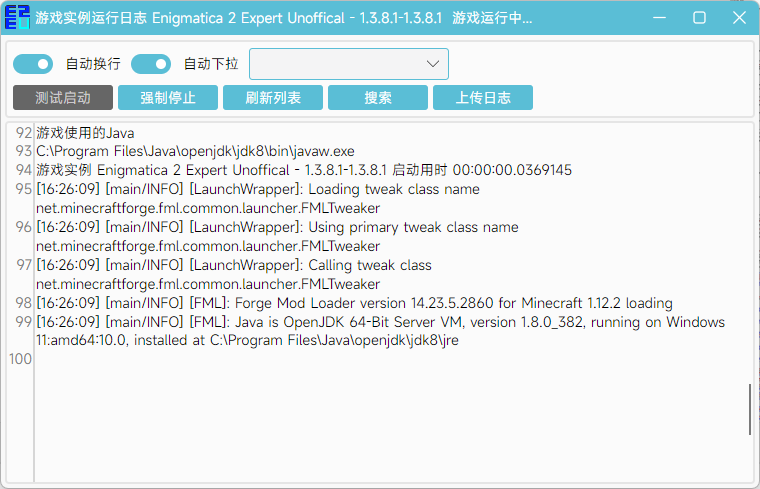 E2
EU
游戏实例运行日志 Enigmatica 2 Expert Unoffical - 1.3.8.1-1.3.8.1 游戏运行中...
自动换行 自动下拉
测试启动 强制停止 刷新列表 搜索 上传日志
92 游戏使用的Java
93 C:\Program Files\Java\openjdk\jdk8\bin\javaw.exe
94 游戏实例 Enigmatica 2 Expert Unoffical - 1.3.8.1-1.3.8.1 启动用时 00:00:00.0369145
95 [16:26:09] [main/INFO] [LaunchWrapper]: Loading tweak class name
net.minecraftforge.fml.common.launcher.FMLTweaker
96 [16:26:09] [main/INFO] [LaunchWrapper]: Using primary tweak class name
net.minecraftforge.fml.common.launcher.FMLTweaker
97 [16:26:09] [main/INFO] [LaunchWrapper]: Calling tweak class
net.minecraftforge.fml.common.launcher.FMLTweaker
98 [16:26:09] [main/INFO] [FML]: Forge Mod Loader version 14.23.5.2860 for Minecraft 1.12.2 loading
99 [16:26:09] [main/INFO] [FML]: Java is OpenJDK 64-Bit Server VM, version 1.8.0_382, running on Windows
11:amd64:10.0, installed at C:\Program Files\Java\openjdk\jdk8\jre
100